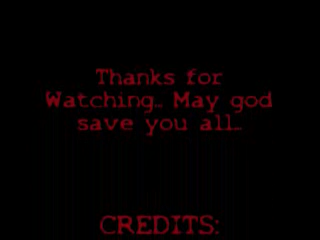 Thanks for
Watching... May god
save you all...
CREDITS: